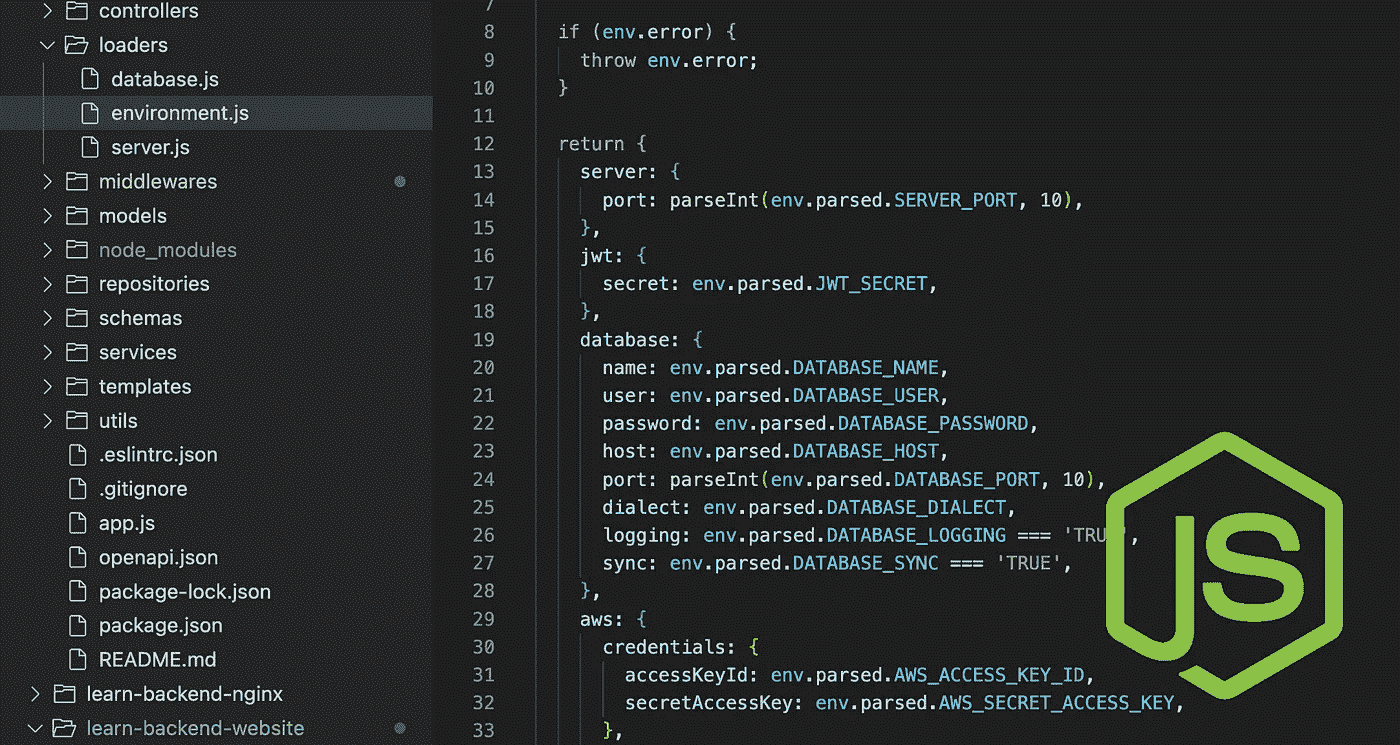 controllers
loaders
database.js
environment.js
server.js
middlewares
models
node_modules
repositories
schemas
services
templates
utils
.eslintrc.json
.gitignore
app.js
openapi.json
package-lock.json
package.json
README.md
learn-backend-nginx
learn-backend-website
7
8 if (env.error) {
9 throw env.error;
10 }
11
12 return {
13 server: {
14 port: parseInt(env.parsed.SERVER_PORT, 10),
15 },
16 jwt: {
17 secret: env.parsed.JWT_SECRET,
18 },
19 database: {
20 name: env.parsed.DATABASE_NAME,
21 user: env.parsed.DATABASE_USER,
22 password: env.parsed.DATABASE_PASSWORD,
23 host: env.parsed.DATABASE_HOST,
24 port: parseInt(env.parsed.DATABASE_PORT, 10),
25 dialect: env.parsed.DATABASE_DIALECT,
26 logging: env.parsed.DATABASE_LOGGING === 'TRU',
27 sync: env.parsed.DATABASE_SYNC === 'TRUE',
28 },
29 aws: {
30 credentials: {
31 accessKeyId: env.parsed.AWS_ACCESS_KEY_ID,
32 secretAccessKey: env.parsed.AWS_SECRET_ACCESS_KEY,
33 },
JS